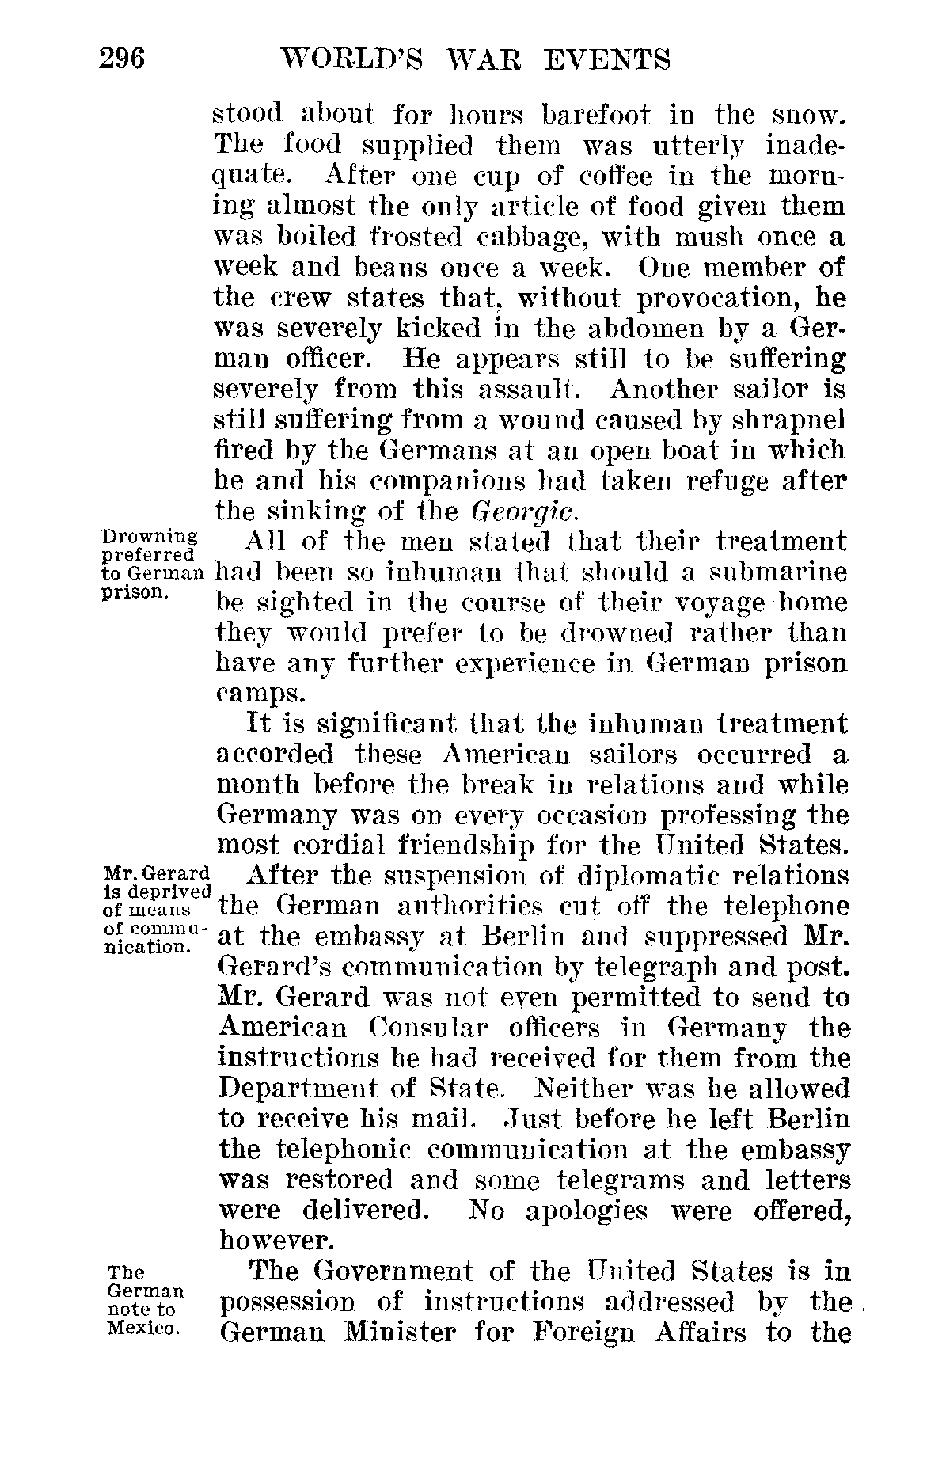 296 WORLD'S WAR EVENTS
stood about for hours barefoot in the snow.
The food supplied them was utterly inade-
quate. After one cup of coffee in the morn-
ing almost the only article of food given them
was boiled frosted cabbage, with mush once a
week and beans once a week. One member of
the crew states that, without provocation, he
was severely kicked in the abdomen by a Ger-
man officer. He appears still to be suffering
severely from this assault. Another sailor is
still suffering from a wound caused by shrapnel
fired by the Germans at an open boat in which
he and his companions had taken refuge after
the sinking of the Georgic.
Drowning
preferred
to German
prison.
All of the men stated that their treatment
had been so inhuman that should a submarine
be sighted in the course of their voyage home
they would prefer to be drowned rather than
have any further experience in German prison
camps.
It is significant that the inhuman treatment
accorded these American sailors occurred a
month before the break in relations and while
Germany was on every occasion professing the
most cordial friendship for the United States.
Mr. Gerard
is deprived
of means
of commu-
nication.
After the suspension of diplomatic relations
the German authorities cut off the telephone
at the embassy at Berlin and suppressed Mr.
Gerard's communication by telegraph and post.
Mr. Gerard was not even permitted to send to
American Consular officers in Germany the
instructions he had received for them from the
Department of State. Neither was he allowed
to receive his mail. Just before he left Berlin
the telephonic communication at the embassy
was restored and some telegrams and letters
were delivered. No apologies were offered,
however.
The
German
note to
Mexico.
The Government of the United States is in
possession of instructions addressed by the
German Minister for Foreign Affairs to the